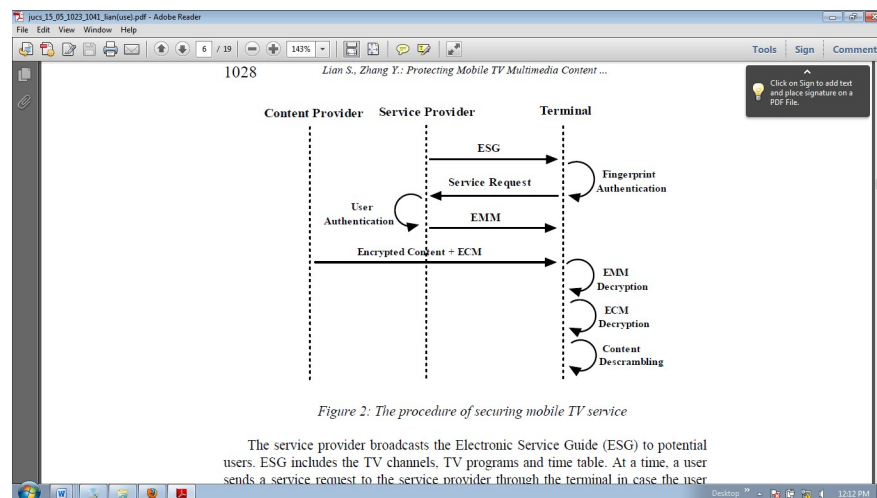 jucs_15_05_1023_1041_lian(use).pdf - Adobe Reader
File Edit View Window Help
6 / 19 143% Tools Sign Comment
1028 Lian S., Zhang Y.: Protecting Mobile TV Multimedia Content ...
Click on Sign to add text
and place signature on a
PDF File.
Content Provider Service Provider Terminal
ESG
Fingerprint
Authentication
Service Request
User
Authentication
EMM
Encrypted Content + ECM
EMM
Decryption
ECM
Decryption
Content
Descrambling
Figure 2: The procedure of securing mobile TV service
The service provider broadcasts the Electronic Service Guide (ESG) to potential
users. ESG includes the TV channels, TV programs and time table. At a time, a user
sends a service request to the service provider through the terminal in case the user
Desktop 12:12 PM